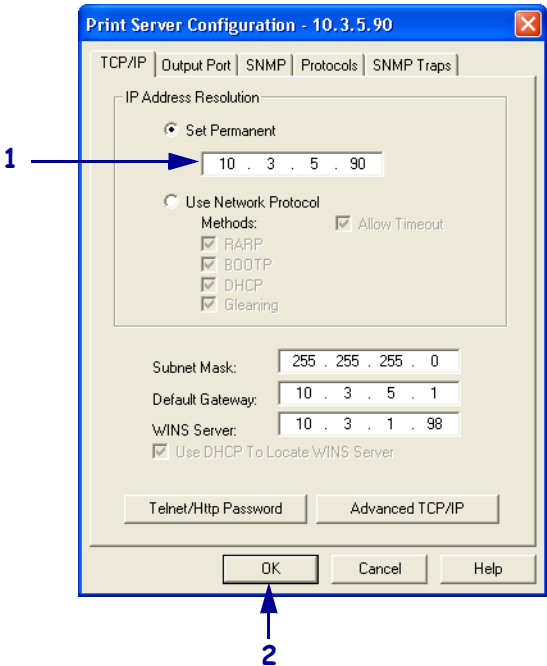 Print Server Configuration - 10.3.5.90
TCP/IP Output Port SNMP Protocols SNMP Traps
IP Address Resolution
Set Permanent
1
10 . 3 . 5 . 90
Use Network Protocol
Methods: Allow Timeout
RARP
BOOTP
DHCP
Gleaning
Subnet Mask: 255 . 255 . 255 . 0
Default Gateway: 10 . 3 . 5 . 1
WINS Server: 10 . 3 . 1 . 98
Use DHCP To Locate WINS Server
Telnet/Http Password Advanced TCP/IP
OK Cancel Help
2